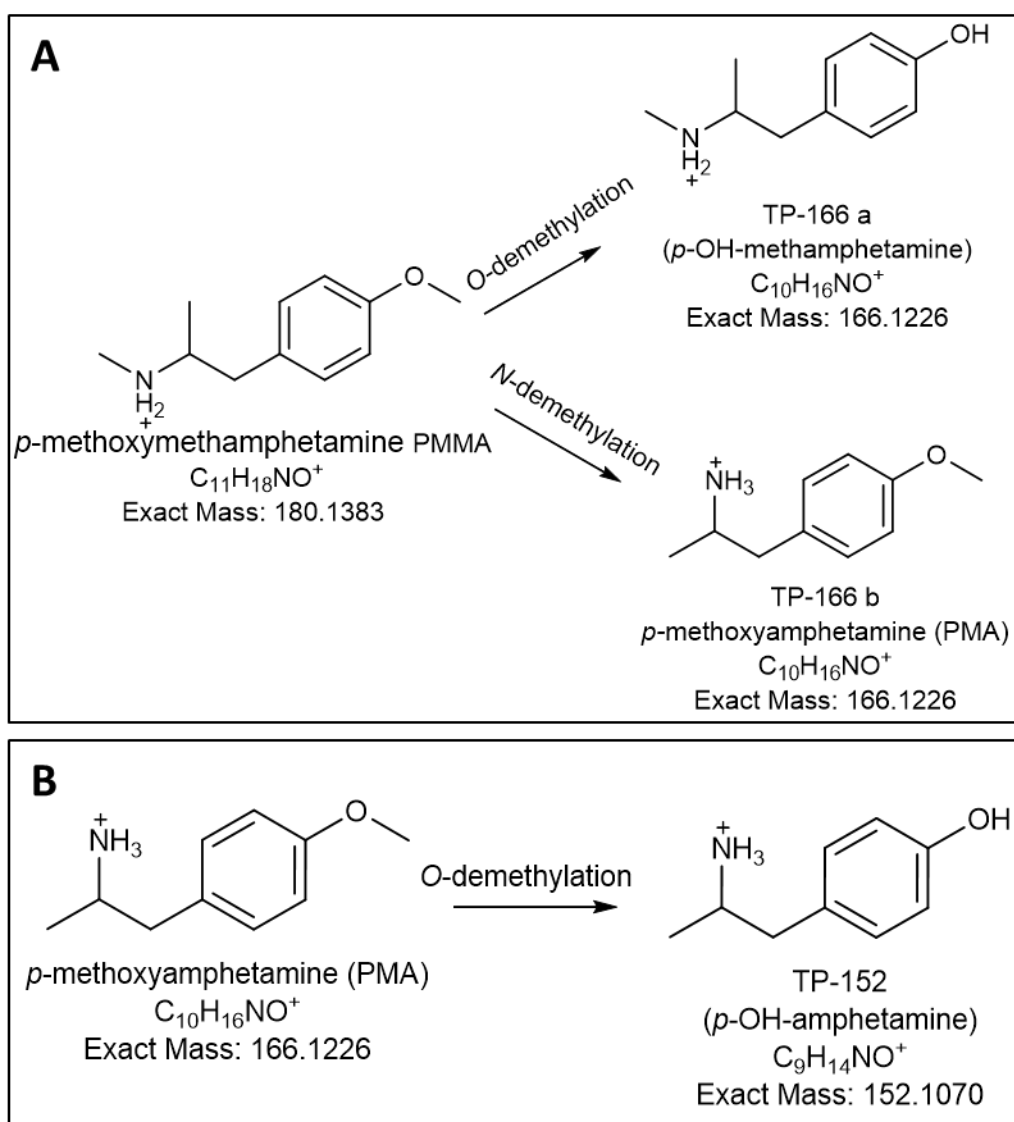 A
OH
N
H2
+
TP-166 a
(p-OH-methamphetamine)
C10H16NO+
Exact Mass: 166.1226
O-demethylation
O
N
H2
+
p-methoxymethamphetamine PMMA
C11H18NO+
Exact Mass: 180.1383
N-demethylation
+
NH3
O
TP-166 b
p-methoxyamphetamine (PMA)
C10H16NO+
Exact Mass: 166.1226
B
+
NH3
O
p-methoxyamphetamine (PMA)
C10H16NO+
Exact Mass: 166.1226
O-demethylation
+
NH3
OH
TP-152
(p-OH-amphetamine)
C9H14NO+
Exact Mass: 152.1070